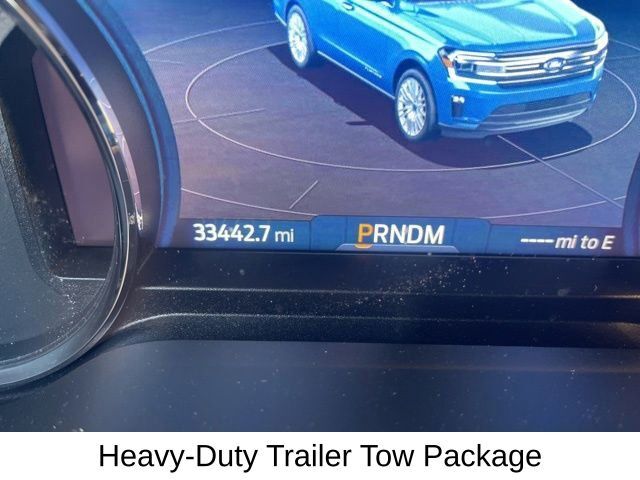 33442.7 mi PRNDM ---- mi to E
Heavy-Duty Trailer Tow Package